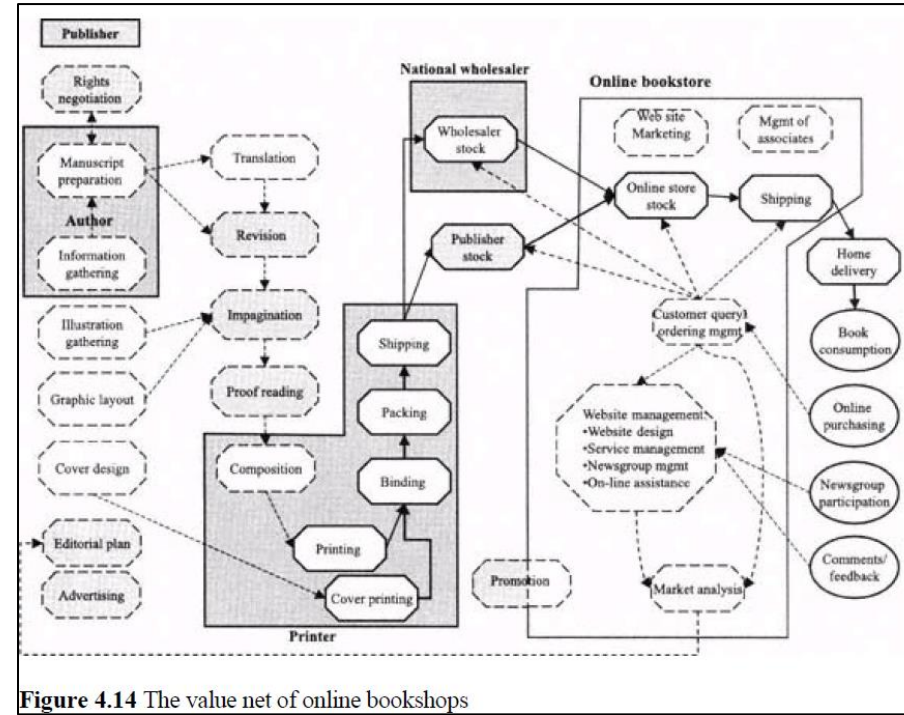 Publisher
Rights
negotiation
Manuscript
preparation
Author
Information
gathering
Illustration
gathering
Graphic layout
Cover design
Editorial plan
Advertising
Translation
Revision
Impagination
Proof reading
Composition
Printing
Cover printing
Printer
Shipping
Packing
Binding
National wholesaler
Wholesaler
stock
Publisher
stock
Online bookstore
Web site
Marketing
Mgmt of
associates
Online store
stock
Shipping
Customer query/
ordering mgmt
Website management:
•Website design
•Service management
•Newsgroup mgmt
•On-line assistance
Promotion
Market analysis
Home
delivery
Book
consumption
Online
purchasing
Newsgroup
participation
Comments/
feedback
Figure 4.14 The value net of online bookshops